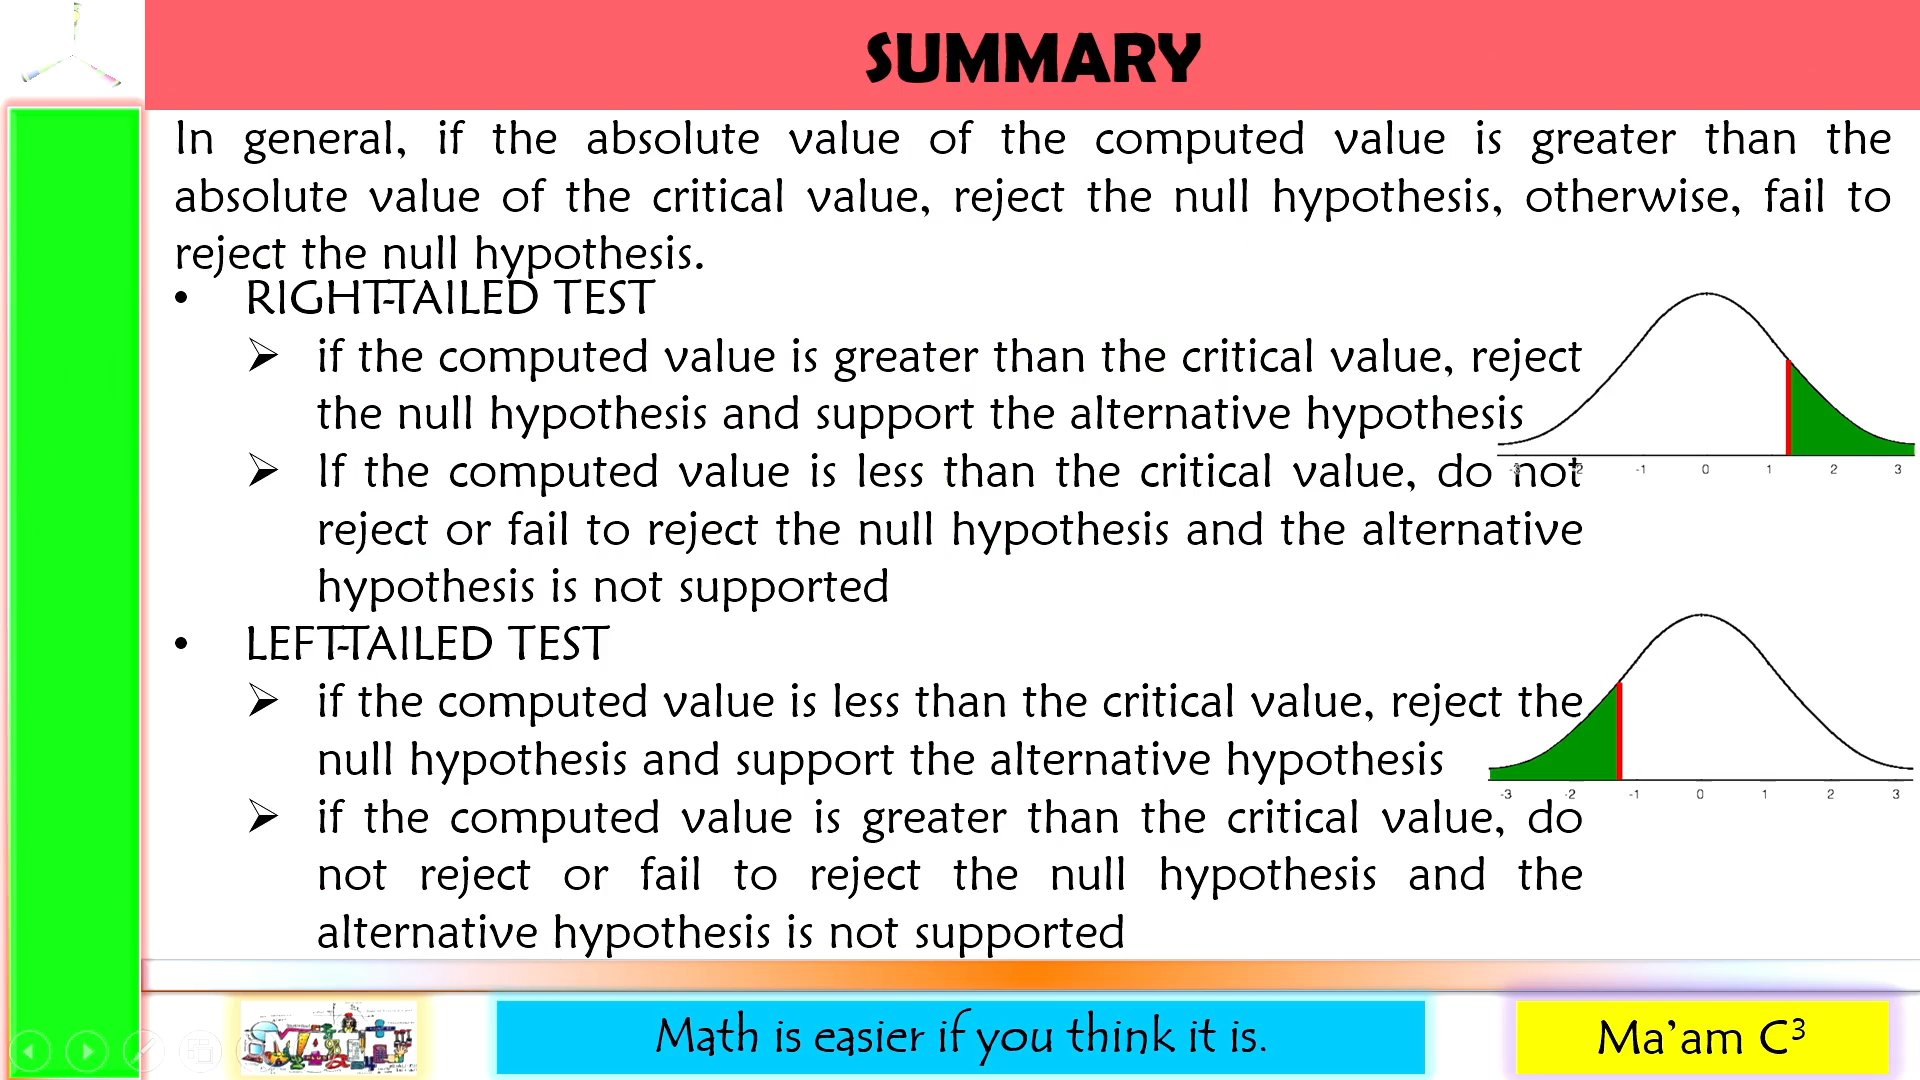 SUMMARY
In general, if the absolute value of the computed value is greater than the
absolute value of the critical value, reject the null hypothesis, otherwise, fail to
reject the null hypothesis.
• RIGHT-TAILED TEST
➢ if the computed value is greater than the critical value, reject
the null hypothesis and support the alternative hypothesis
➢ If the computed value is less than the critical value, do not
reject or fail to reject the null hypothesis and the alternative
hypothesis is not supported
-3 -2 -1 0 1 2 3
• LEFT-TAILED TEST
➢ if the computed value is less than the critical value, reject the
null hypothesis and support the alternative hypothesis
➢ if the computed value is greater than the critical value, do
not reject or fail to reject the null hypothesis and the
alternative hypothesis is not supported
-3 -2 -1 0 1 2 3
MATH
Math is easier if you think it is.
Ma'am C³